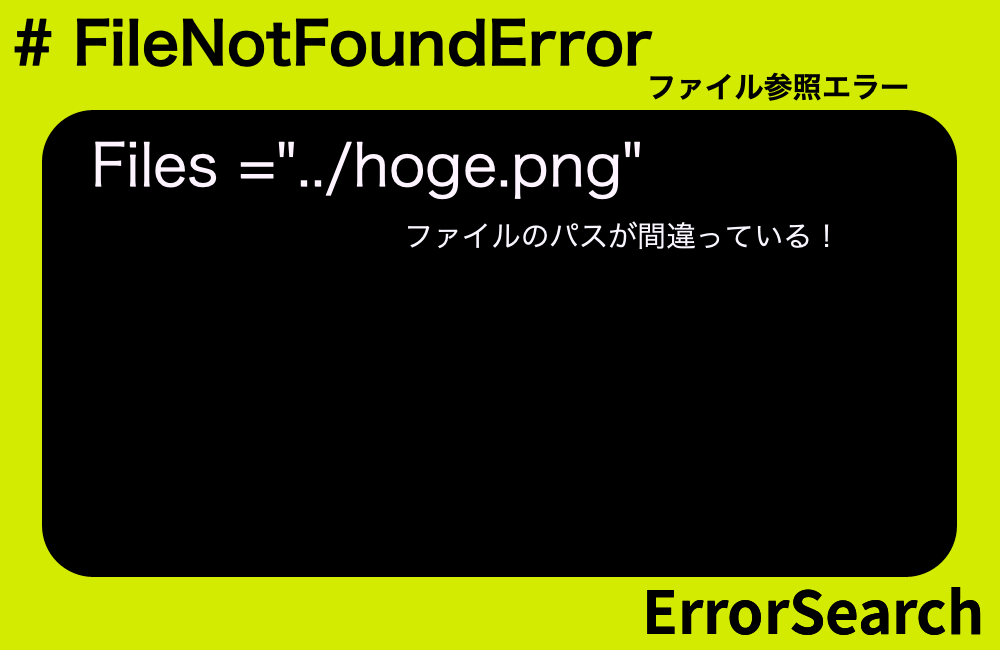 # FileNotFoundError
ファイル参照エラー
Files ="../hoge.png"
ファイルのパスが間違っている！
ErrorSearch